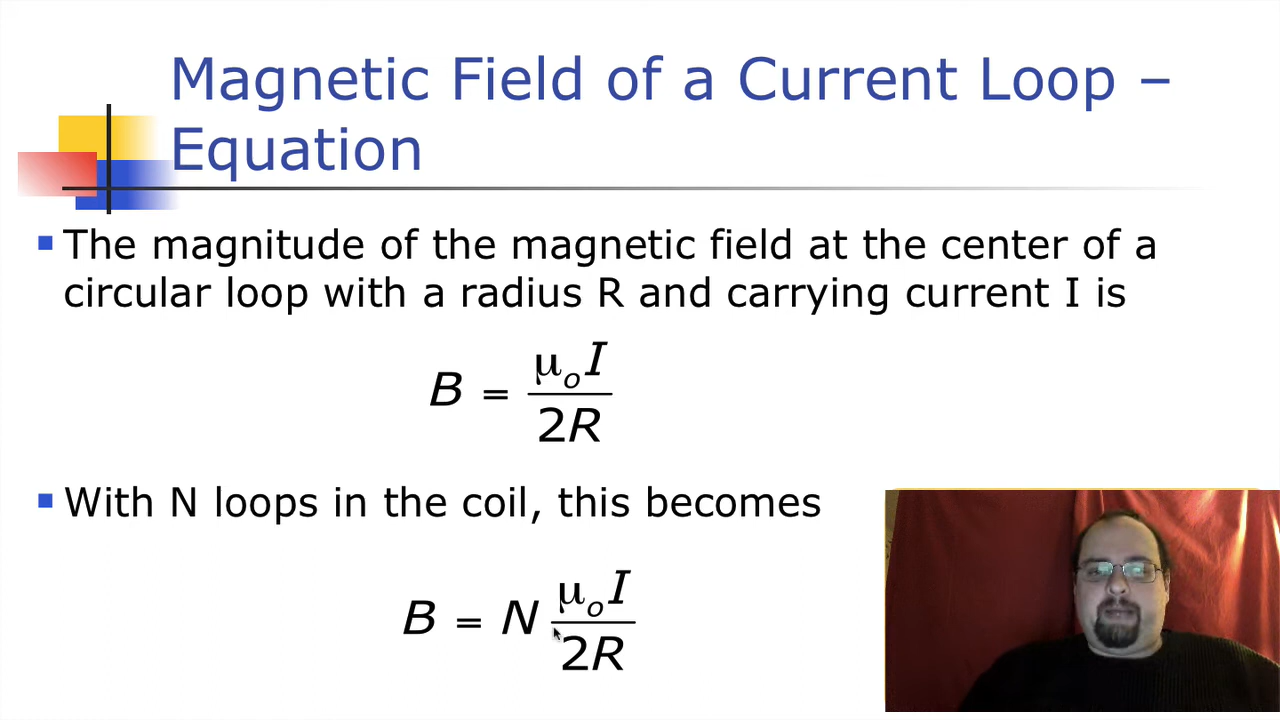 Magnetic Field of a Current Loop –
Equation
The magnitude of the magnetic field at the center of a
circular loop with a radius R and carrying current I is
B = μₒI / 2R
With N loops in the coil, this becomes
B = N μₒI / 2R